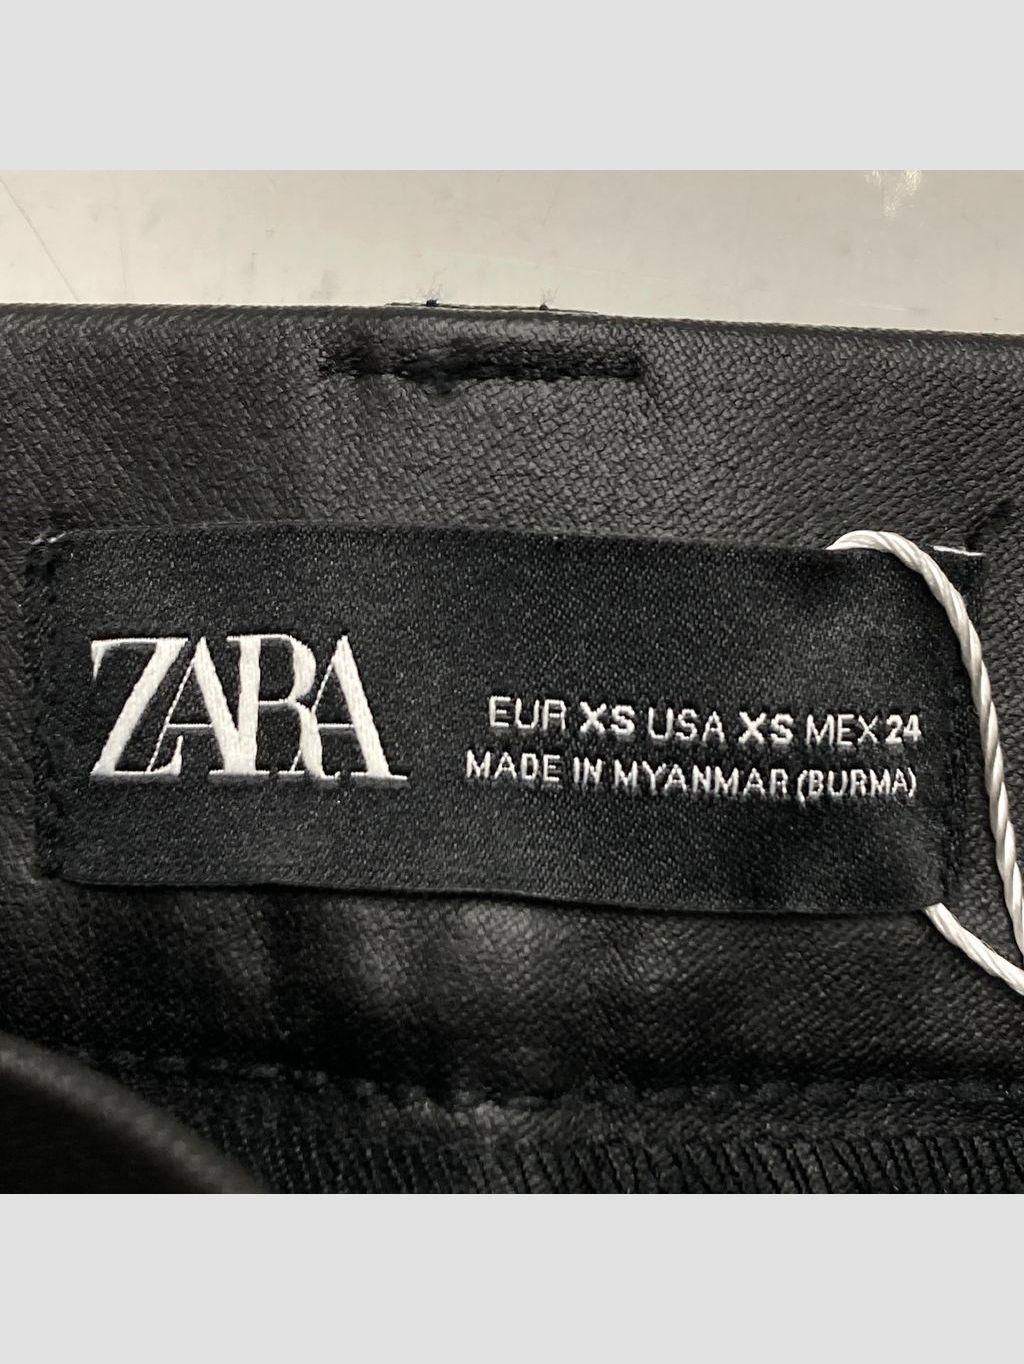 ZARA
EUR XS USA XS MEX 24
MADE IN MYANMAR (BURMA)